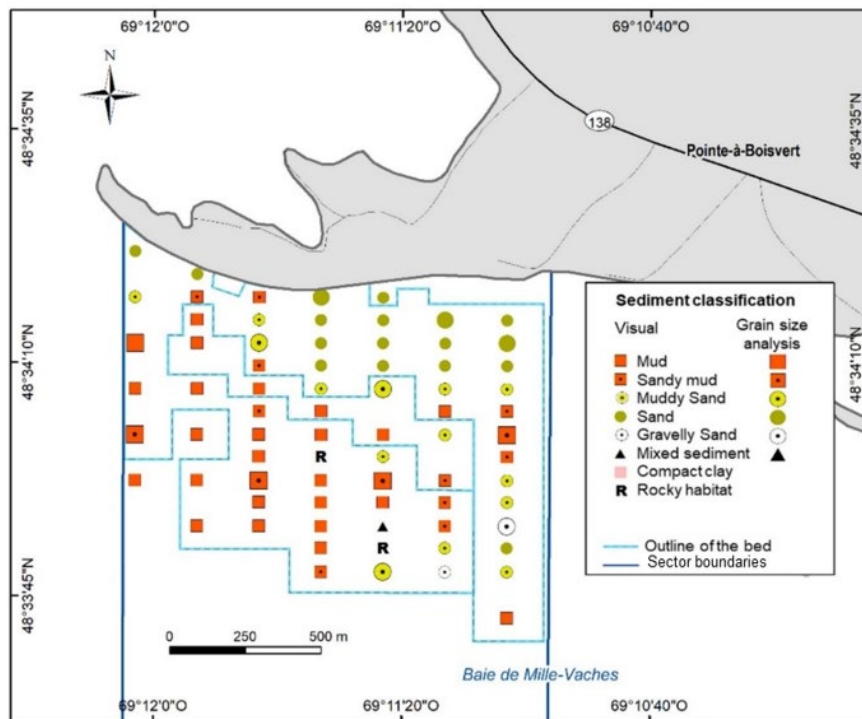 69°12'0"O 69°11'20"O 69°10'40"O
N
48°34'35"N
48°34'35"N
138
Pointe-à-Boisvert
48°34'10"N
48°34'10"N
Sediment classification
Visual
Grain size
analysis
Mud
Sandy mud
Muddy Sand
Sand
Gravelly Sand
Mixed sediment
Compact clay
R Rocky habitat
Outline of the bed
Sector boundaries
R
R
48°33'45"N
0 250 500 m
Baie de Mille-Vaches
69°12'0"O 69°11'20"O 69°10'40"O